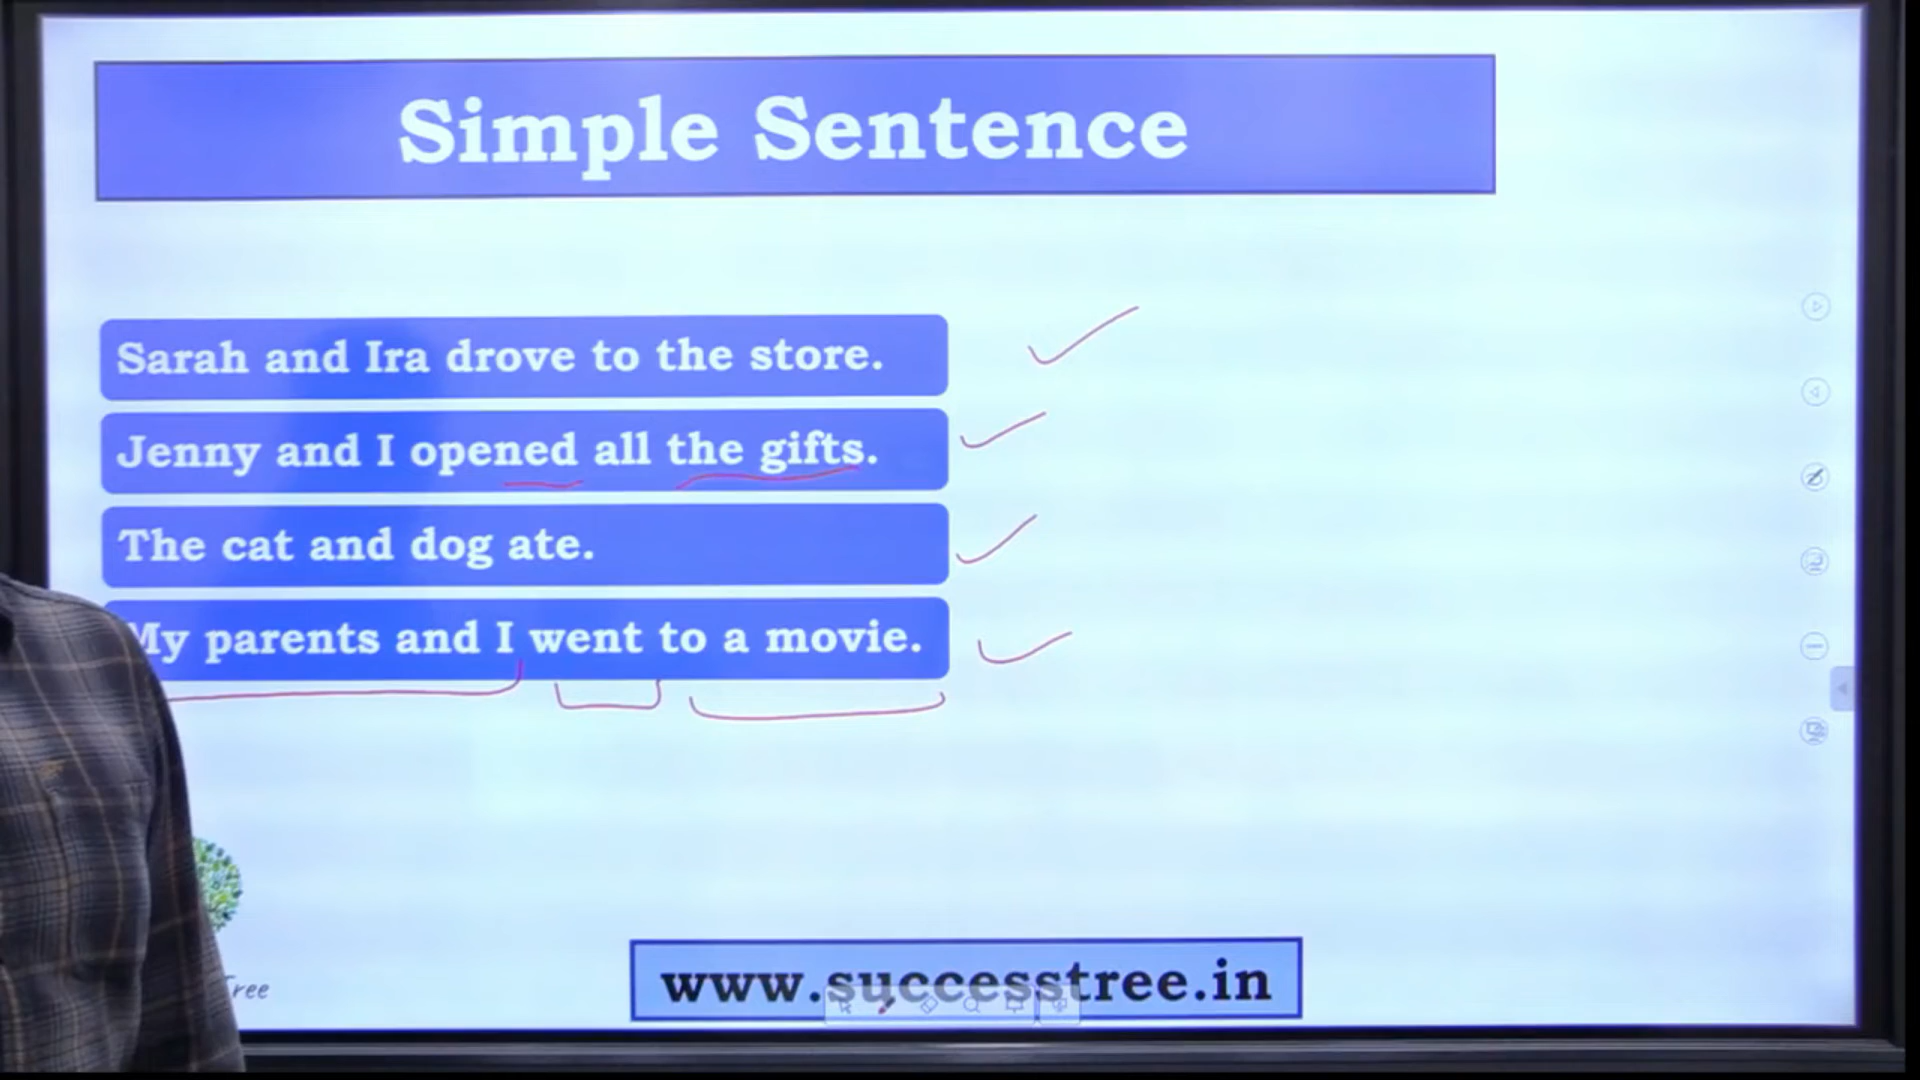 Simple Sentence
Sarah and Ira drove to the store.
Jenny and I opened all the gifts.
The cat and dog ate.
My parents and I went to a movie.
www.successtree.in
Tree